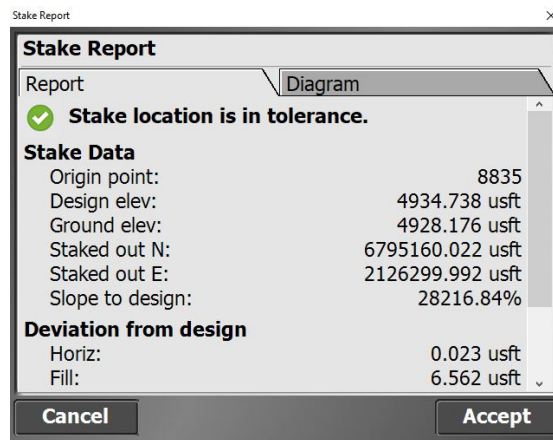 Stake Report
Stake Report
Report Diagram
Stake location is in tolerance.
Stake Data
Origin point: 8835
Design elev: 4934.738 usft
Ground elev: 4928.176 usft
Staked out N: 6795160.022 usft
Staked out E: 2126299.992 usft
Slope to design: 28216.84%
Deviation from design
Horiz: 0.023 usft
Fill: 6.562 usft
Cancel Accept